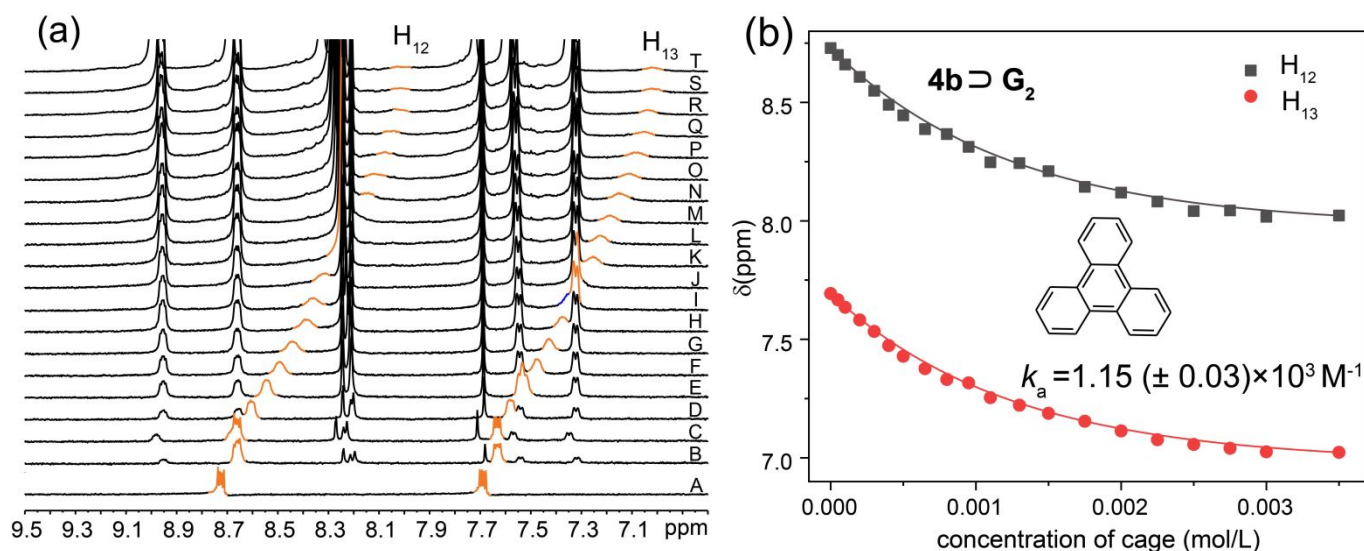 (a)
H₁₂
H₁₃
T
S
R
Q
P
O
N
M
L
K
J
I
H
G
F
E
D
C
B
A
9.5 9.3 9.1 8.9 8.7 8.5 8.3 8.1 7.9 7.7 7.5 7.3 7.1 ppm
(b)
4b ⊃ G₂
H₁₂
H₁₃
8.5
8.0
7.5
7.0
δ(ppm)
kₐ =1.15 (± 0.03)×10³ M⁻¹
0.000 0.001 0.002 0.003
concentration of cage (mol/L)